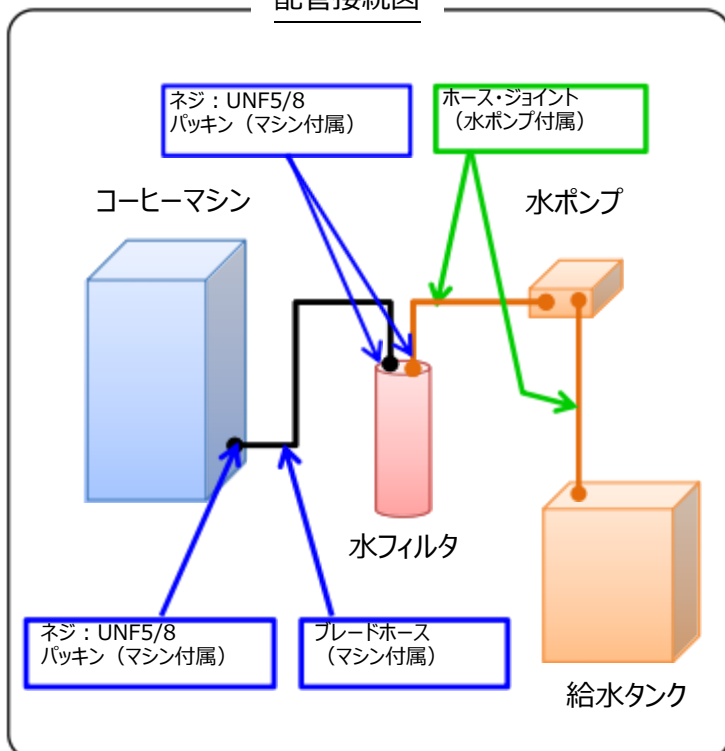 配管接続図
ネジ：UNF5/8
パッキン（マシン付属）
ホース・ジョイント
（水ポンプ付属）
コーヒーマシン
水ポンプ
水フィルタ
ネジ：UNF5/8
パッキン（マシン付属）
ブレードホース
（マシン付属）
給水タンク